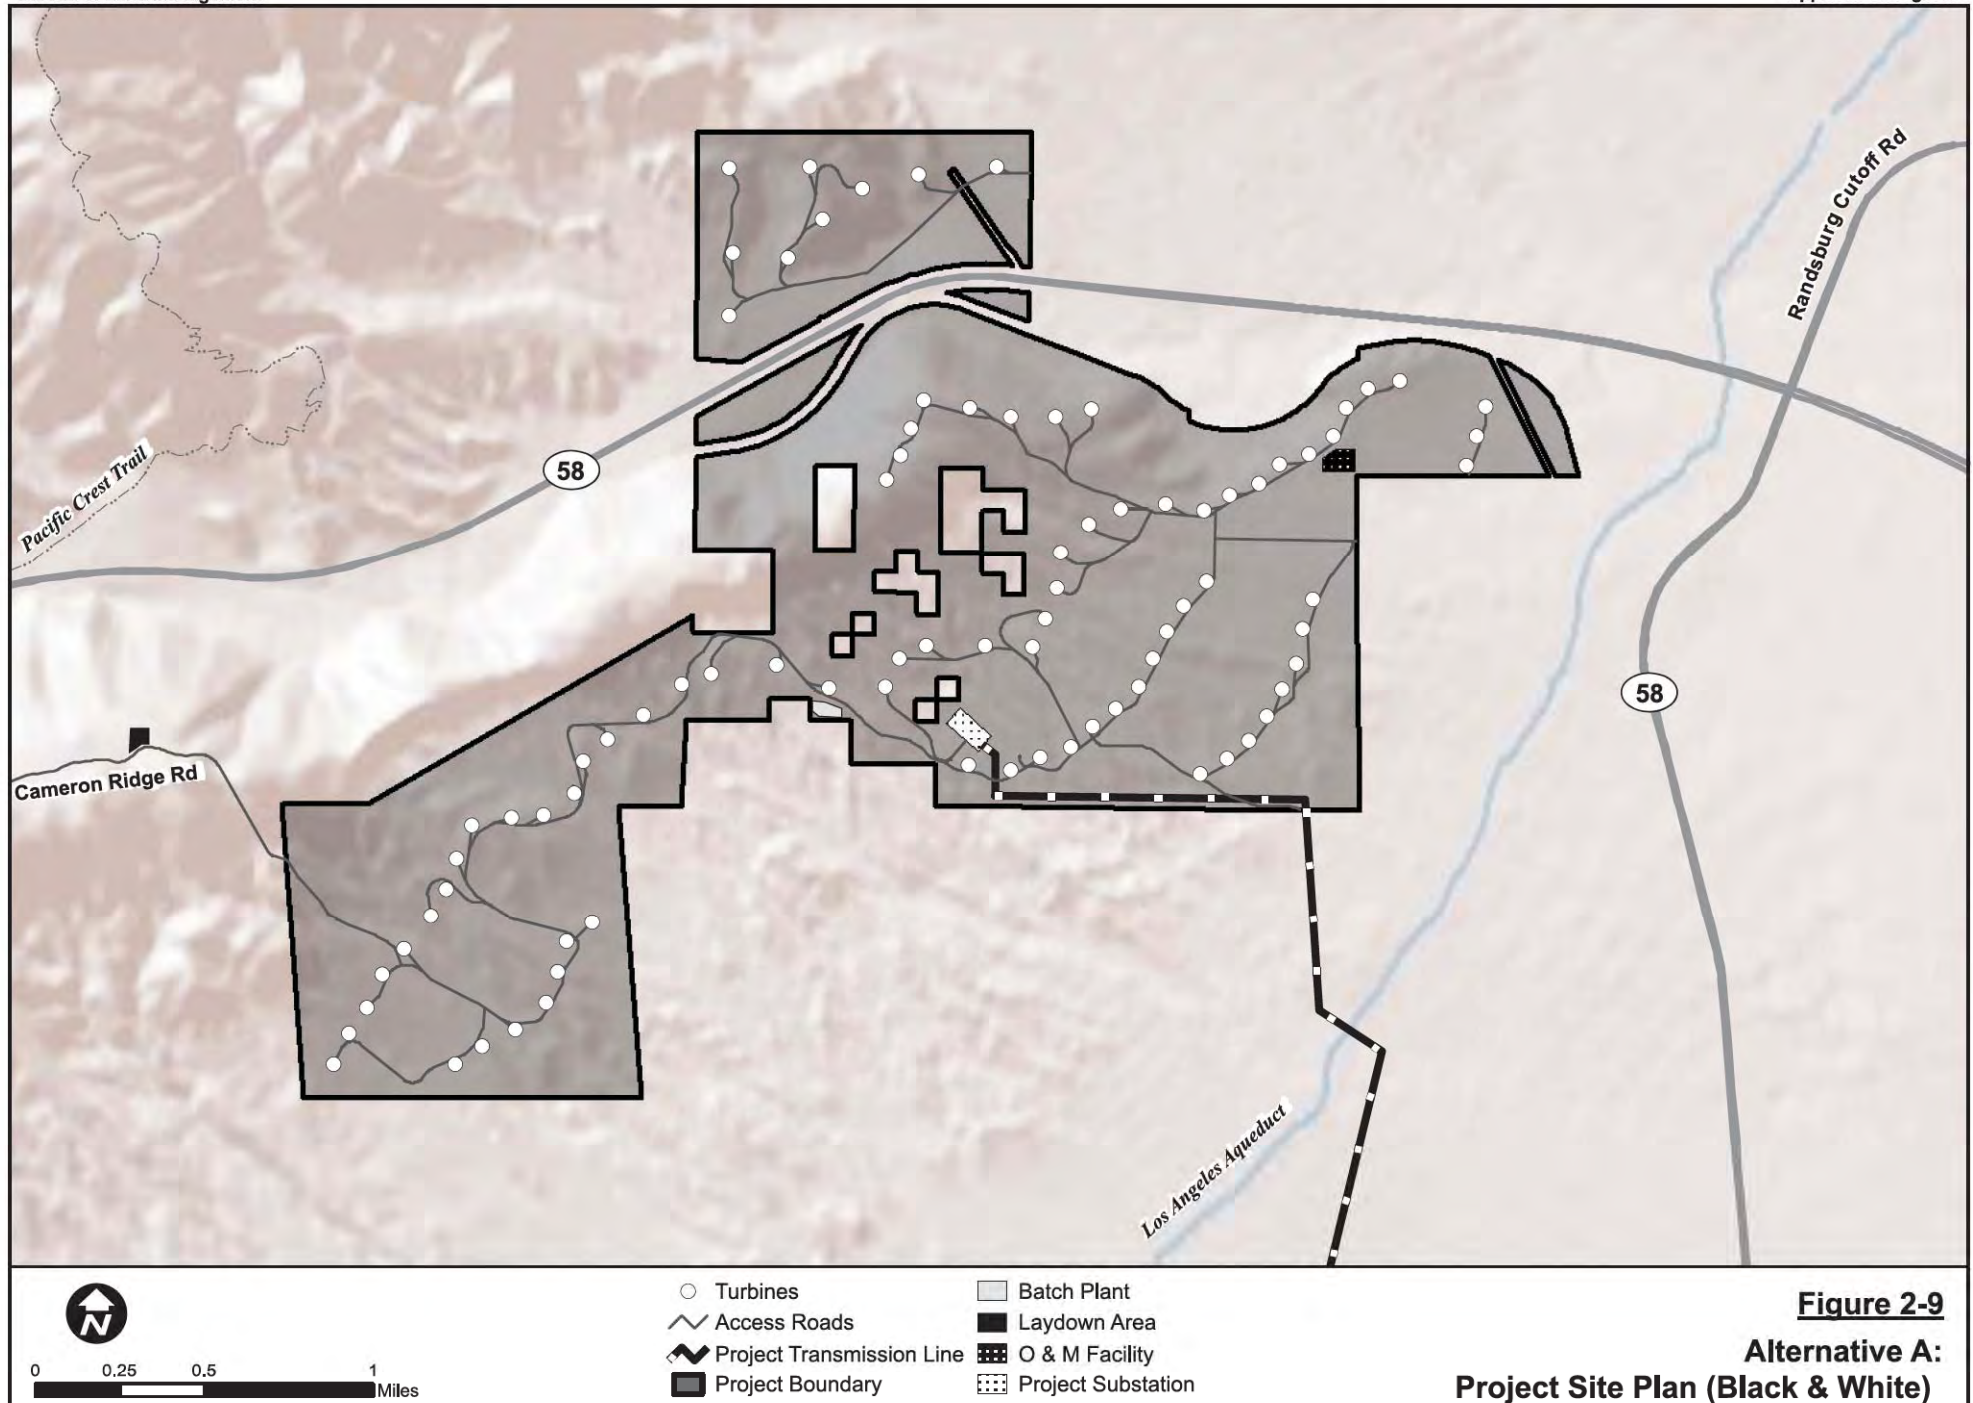 Randsburg Cutoff Rd
58
Pacific Crest Trail
58
Cameron Ridge Rd
Los Angeles Aqueduct
N
0 0.25 0.5 1
Miles
Turbines
Access Roads
Project Transmission Line
Project Boundary
Batch Plant
Laydown Area
O & M Facility
Project Substation
Figure 2-9
Alternative A:
Project Site Plan (Black & White)